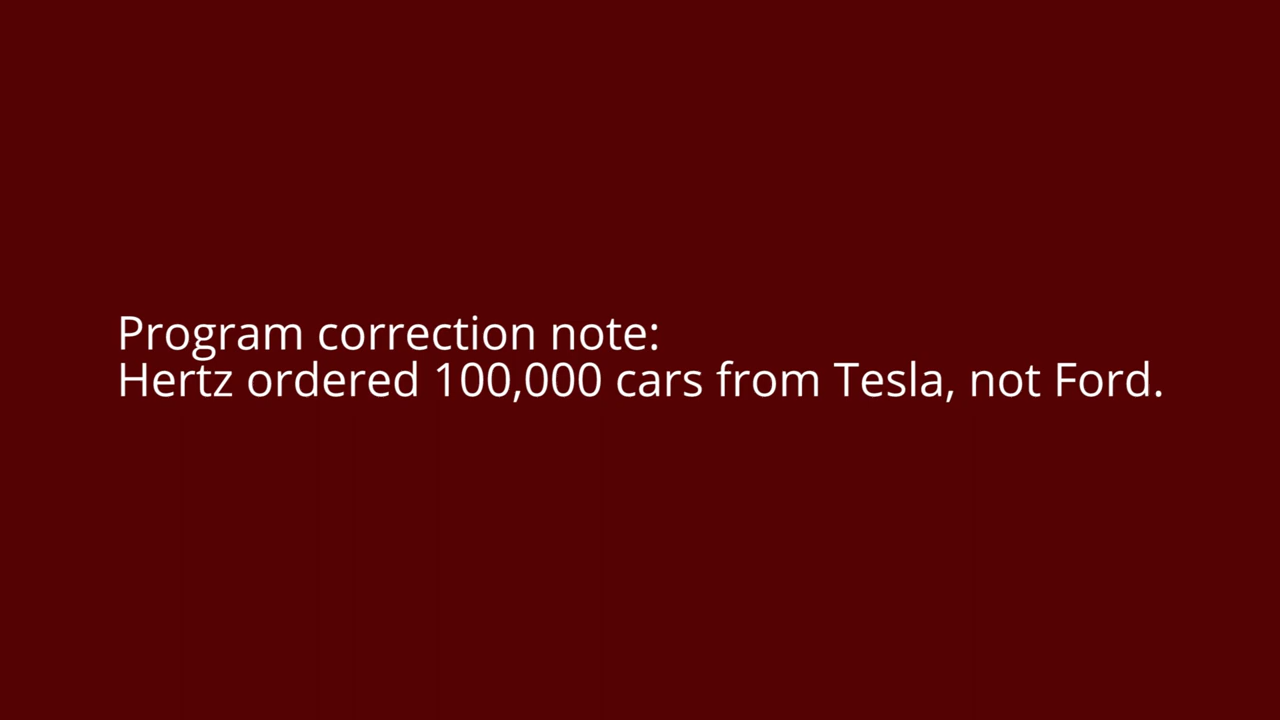 Program correction note:
Hertz ordered 100,000 cars from Tesla, not Ford.